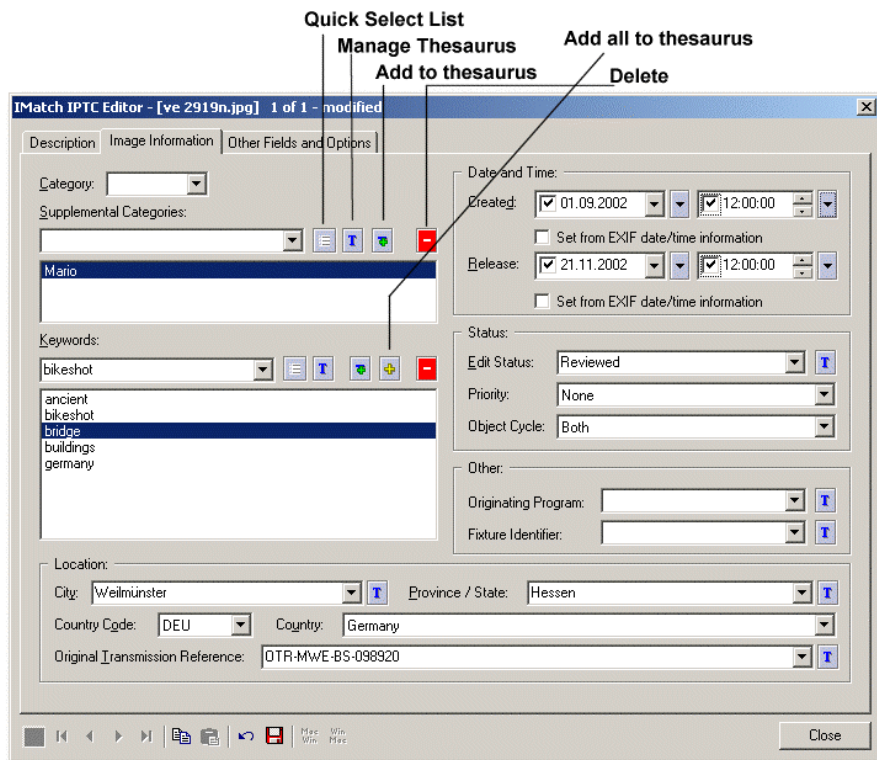 Quick Select List
Manage Thesaurus
Add to thesaurus
Add all to thesaurus
Delete
IMatch IPTC Editor - [ve 2919n.jpg] 1 of 1 - modified
Description Image Information Other Fields and Options
Category:
Supplemental Categories:
T
Mario
Keywords:
bikeshot T
ancient
bikeshot
bridge
buildings
germany
Date and Time:
Created: 01.09.2002 12:00:00
Set from EXIF date/time information
Release: 21.11.2002 12:00:00
Set from EXIF date/time information
Status:
Edit Status: Reviewed T
Priority: None
Object Cycle: Both
Other:
Originating Program: T
Fixture Identifier: T
Location:
City: Weilmünster T Province / State: Hessen T
Country Code: DEU Country: Germany
Original Transmission Reference: OTR-MWE-BS-098920 T
Mac Win
Win Mac
Close